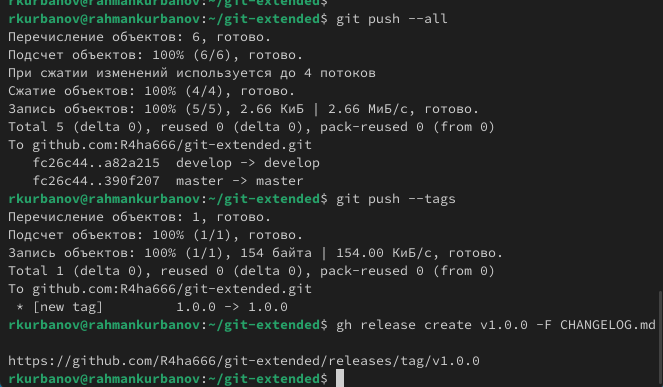 rkurbanov@rahmankurbanov:~/git-extended$
rkurbanov@rahmankurbanov:~/git-extended$ git push --all
Перечисление объектов: 6, готово.
Подсчет объектов: 100% (6/6), готово.
При сжатии изменений используется до 4 потоков
Сжатие объектов: 100% (4/4), готово.
Запись объектов: 100% (5/5), 2.66 КиБ | 2.66 МиБ/с, готово.
Total 5 (delta 0), reused 0 (delta 0), pack-reused 0 (from 0)
To github.com:R4ha666/git-extended.git
   fc26c44..a82a215  develop -> develop
   fc26c44..390f207  master -> master
rkurbanov@rahmankurbanov:~/git-extended$ git push --tags
Перечисление объектов: 1, готово.
Подсчет объектов: 100% (1/1), готово.
Запись объектов: 100% (1/1), 154 байта | 154.00 КиБ/с, готово.
Total 1 (delta 0), reused 0 (delta 0), pack-reused 0 (from 0)
To github.com:R4ha666/git-extended.git
 * [new tag]         1.0.0 -> 1.0.0
rkurbanov@rahmankurbanov:~/git-extended$ gh release create v1.0.0 -F CHANGELOG.md
https://github.com/R4ha666/git-extended/releases/tag/v1.0.0
rkurbanov@rahmankurbanov:~/git-extended$